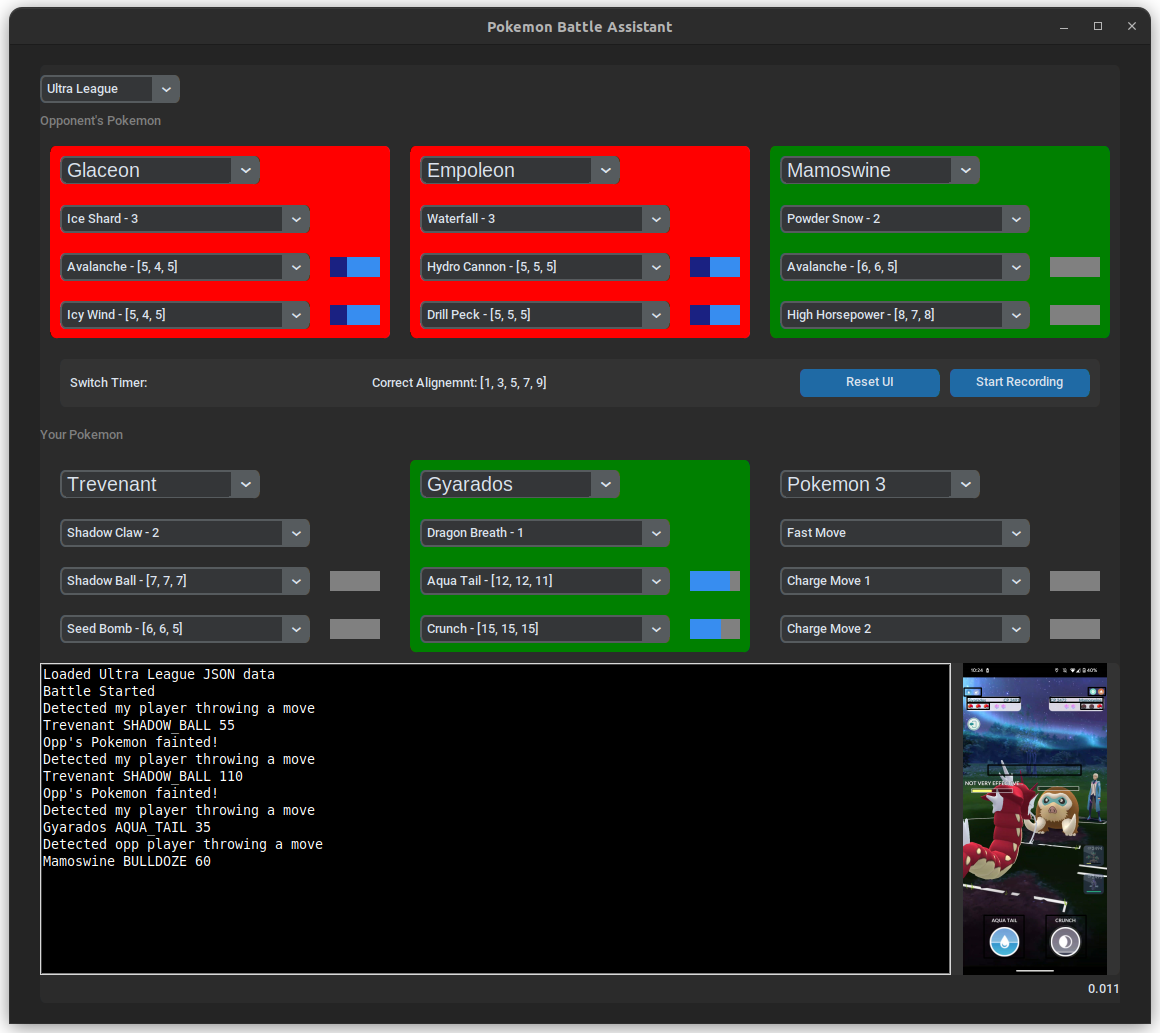 Pokemon Battle Assistant
Ultra League
Opponent's Pokemon
Glaceon
Ice Shard - 3
Avalanche - [5, 4, 5]
Icy Wind - [5, 4, 5]
Empoleon
Waterfall - 3
Hydro Cannon - [5, 5, 5]
Drill Peck - [5, 5, 5]
Mamoswine
Powder Snow - 2
Avalanche - [6, 6, 5]
High Horsepower - [8, 7, 8]
Switch Timer:
Correct Alignemnt: [1, 3, 5, 7, 9]
Reset UI
Start Recording
Your Pokemon
Trevenant
Shadow Claw - 2
Shadow Ball - [7, 7, 7]
Seed Bomb - [6, 6, 5]
Gyarados
Dragon Breath - 1
Aqua Tail - [12, 12, 11]
Crunch - [15, 15, 15]
Pokemon 3
Fast Move
Charge Move 1
Charge Move 2
Loaded Ultra League JSON data
Battle Started
Detected my player throwing a move
Trevenant SHADOW_BALL 55
Opp's Pokemon fainted!
Detected my player throwing a move
Trevenant SHADOW_BALL 110
Opp's Pokemon fainted!
Detected my player throwing a move
Gyarados AQUA_TAIL 35
Detected opp player throwing a move
Mamoswine BULLDOZE 60
10:24
40%
NOT VERY EFFECTIVE
AQUA TAIL
CRUNCH
0.011